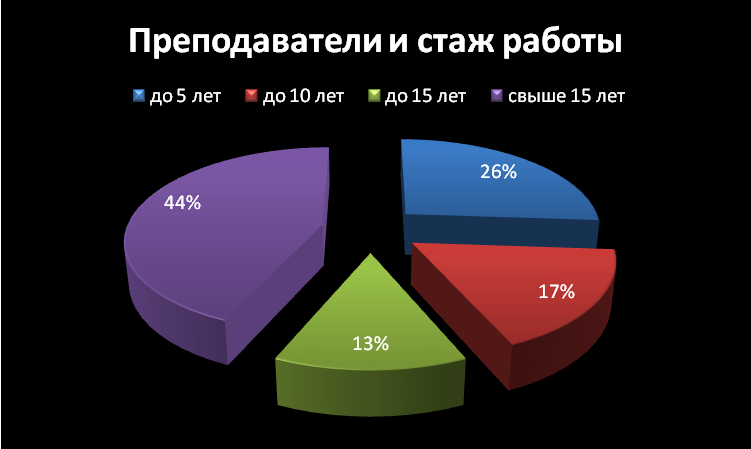 Преподаватели и стаж работы
до 5 лет до 10 лет до 15 лет свыше 15 лет
26%
44%
17%
13%